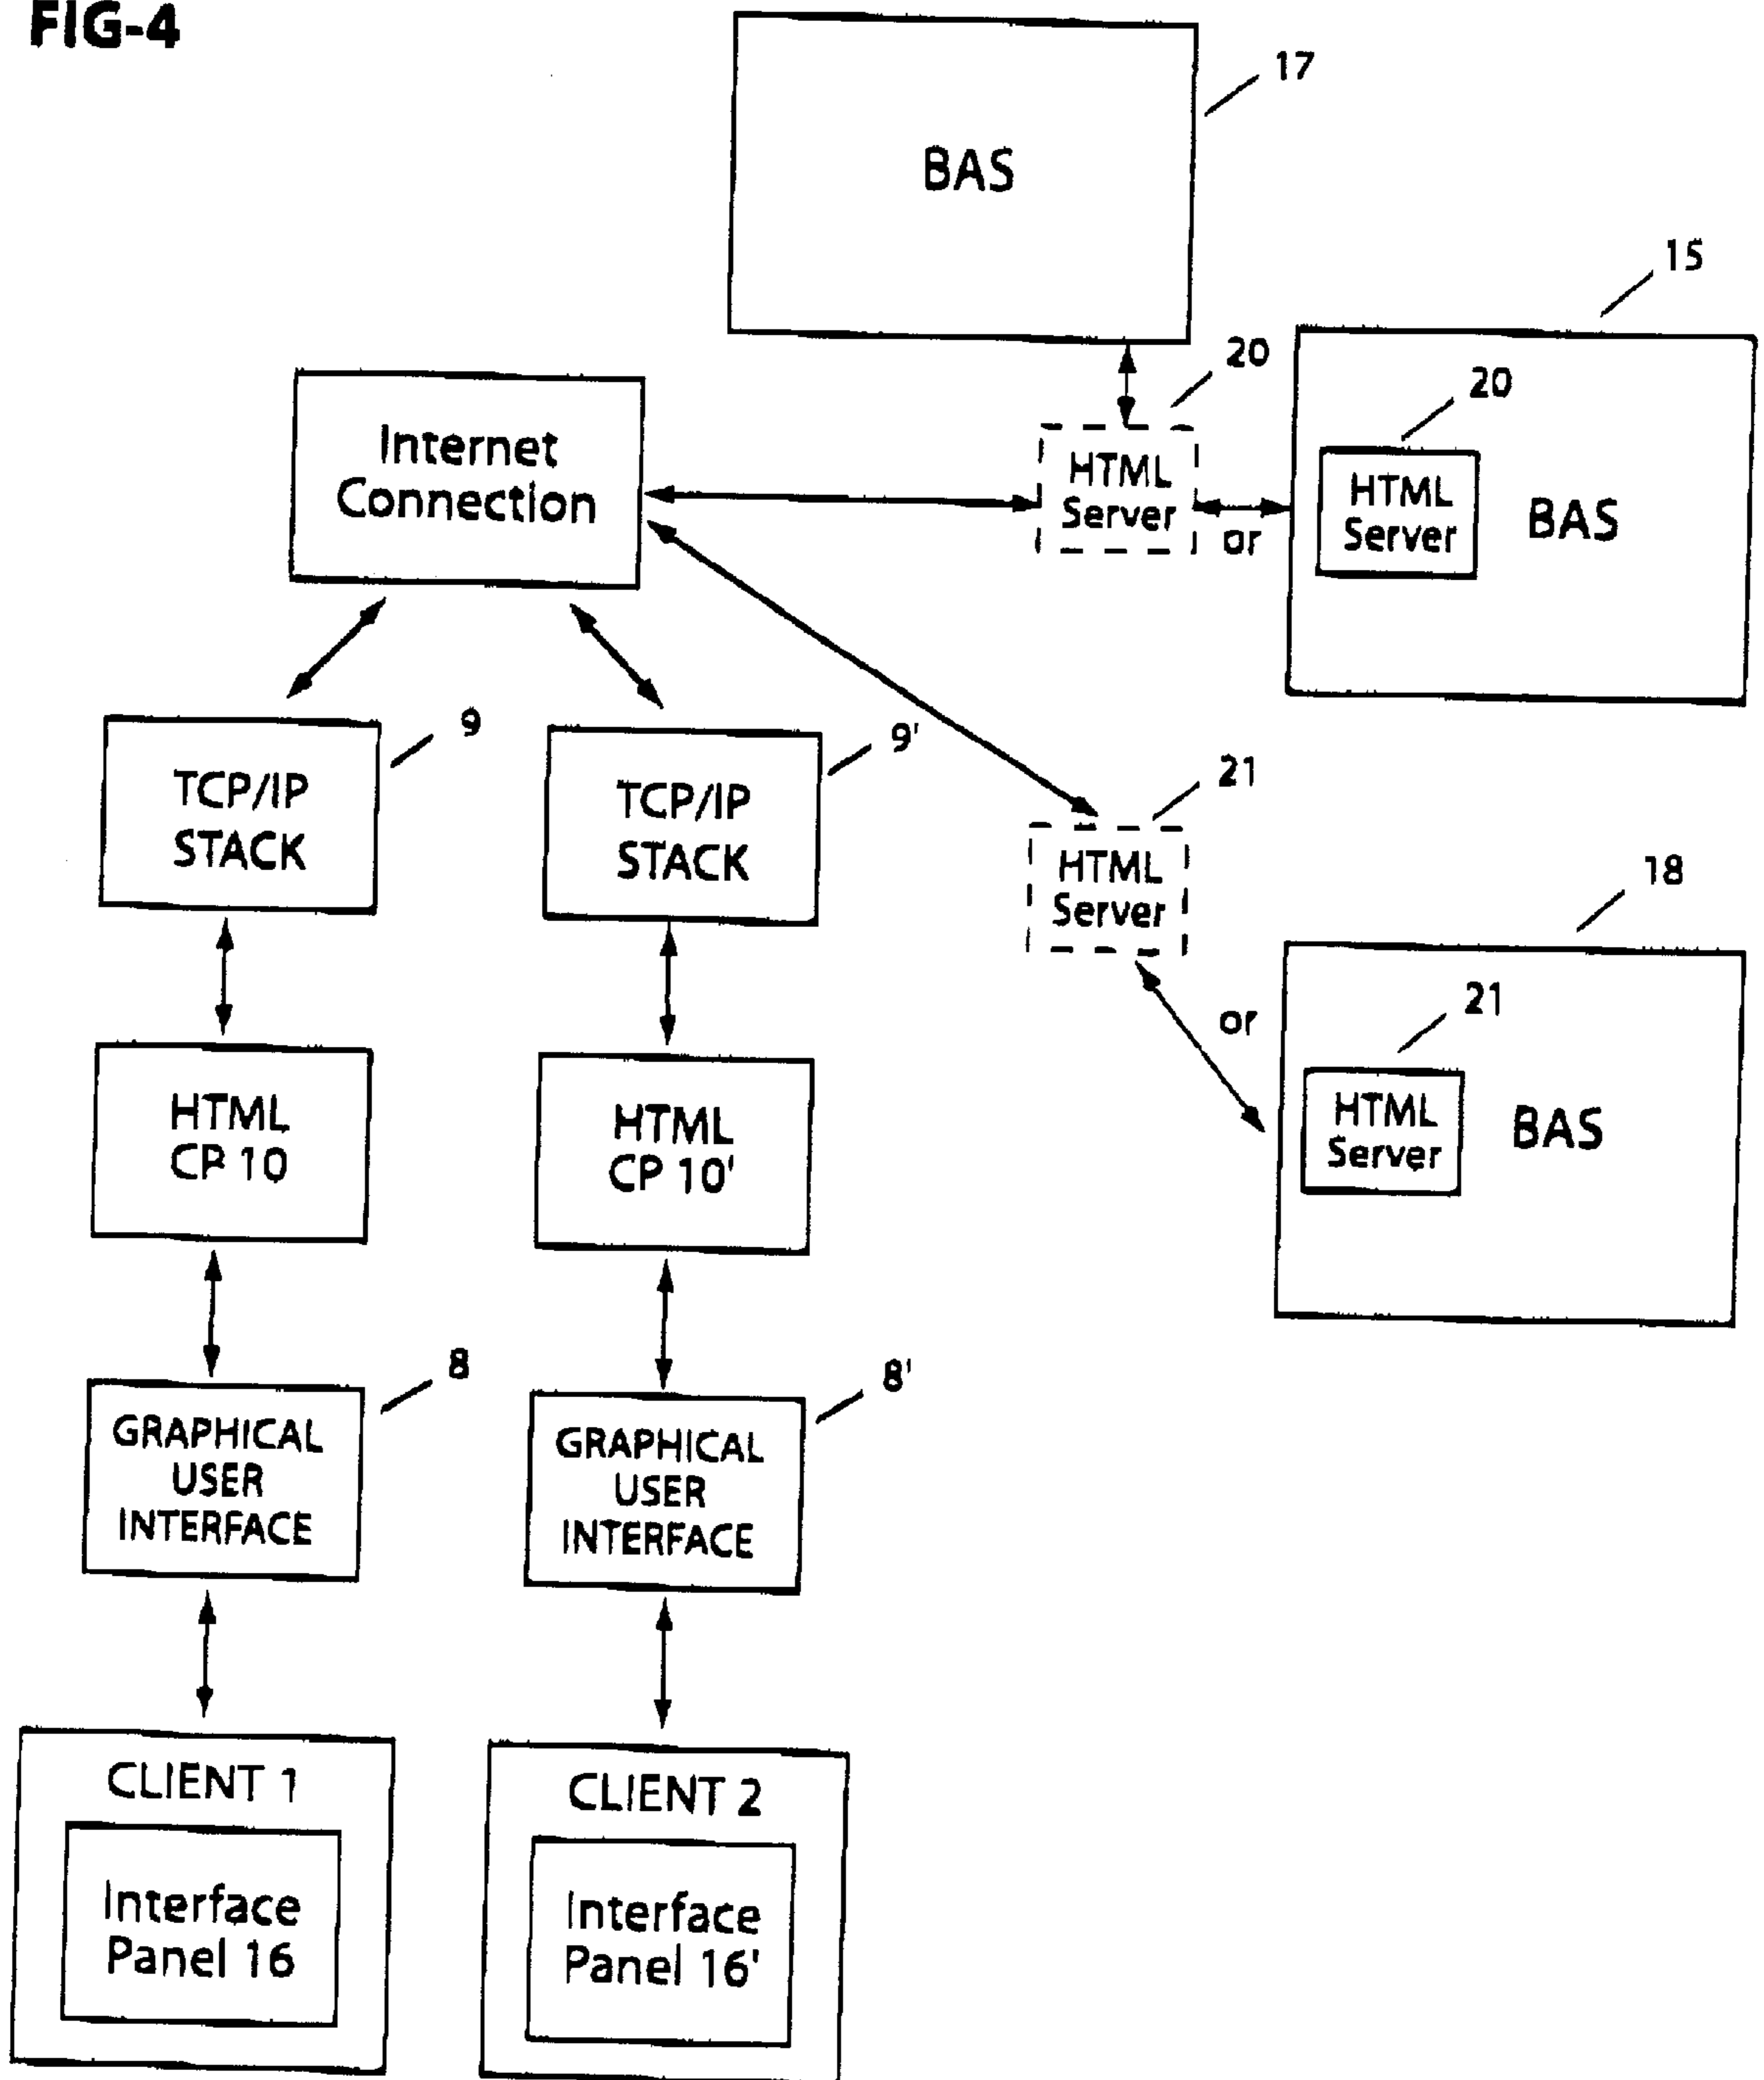 FIG-4
17
BAS
15
20
20
Internet
Connection
HTML
Server
or
HTML
Server
BAS
9
9'
21
TCP/IP
STACK
TCP/IP
STACK
HTML
Server
18
21
or
HTML
CP 10
HTML
CP 10'
HTML
Server
BAS
8
8'
GRAPHICAL
USER
INTERFACE
GRAPHICAL
USER
INTERFACE
CLIENT 1
CLIENT 2
Interface
Panel 16
Interface
Panel 16'